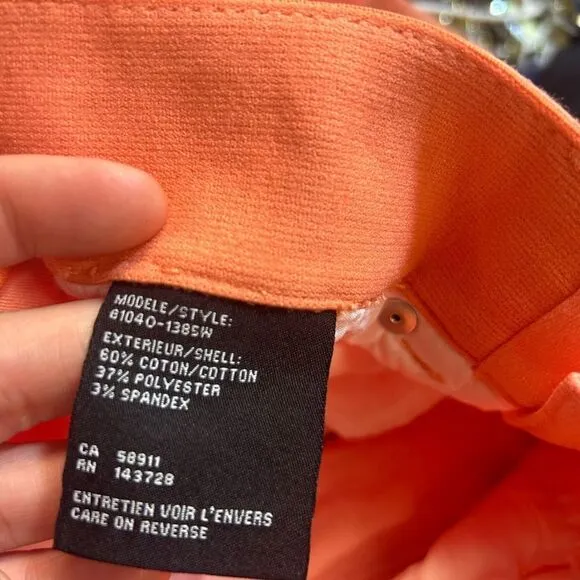 MODELE/STYLE:
81040-1385W
EXTERIEUR/SHELL:
60% COTON/COTTON
37% POLYESTER
3% SPANDEX
CA 58911
RN 143728
ENTRETIEN VOIR L'ENVERS
CARE ON REVERSE